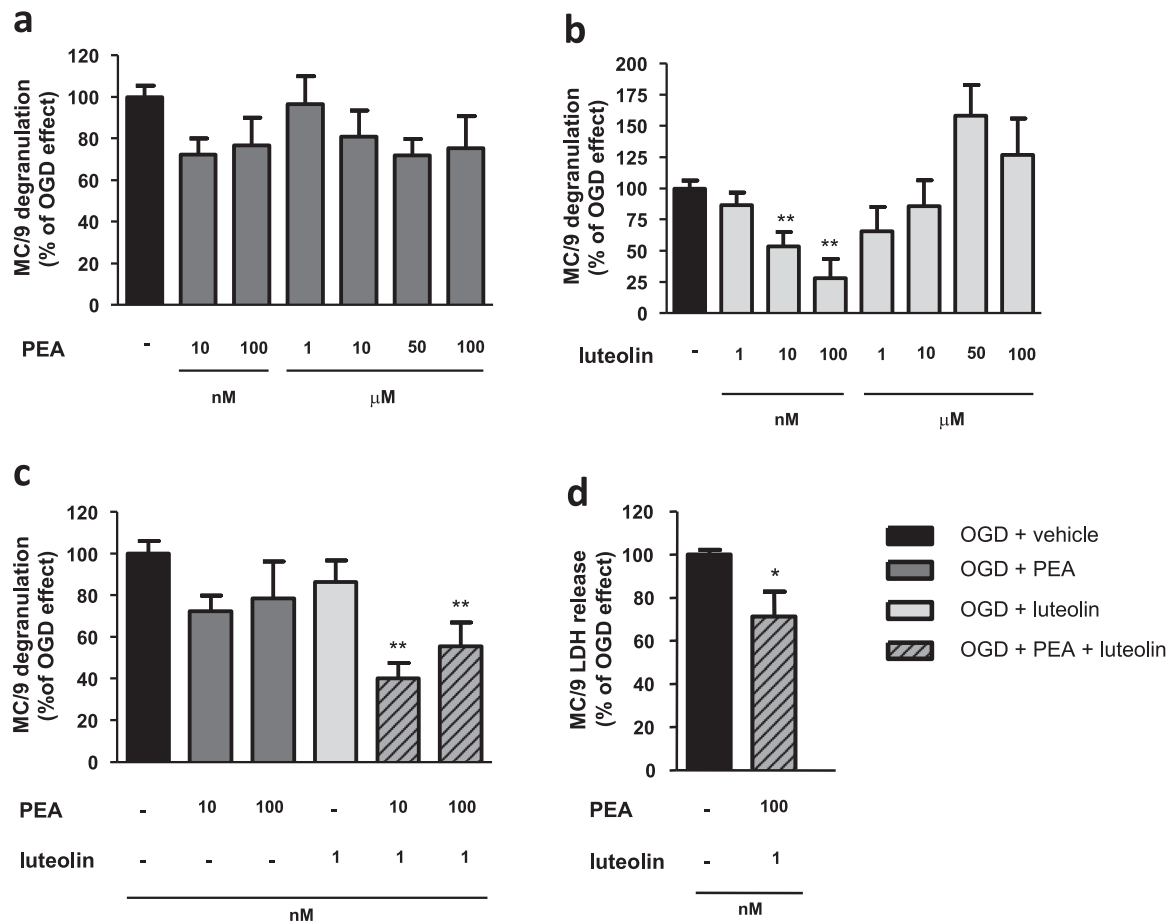 a
MC/9 degranulation
(% of OGD effect)
120
100
80
60
40
20
0
PEA - 10 100 1 10 50 100
nM μM
b
MC/9 degranulation
(% of OGD effect)
200
175
150
125
100
75
50
25
0
** **
luteolin - 1 10 100 1 10 50 100
nM μM
c
MC/9 degranulation
(%of OGD effect)
120
100
80
60
40
20
0
** **
PEA - 10 100 - 10 100
luteolin - - - 1 1 1
nM
d
MC/9 LDH release
(% of OGD effect)
120
100
80
60
40
20
0
*
PEA - 100
luteolin - 1
nM
OGD + vehicle
OGD + PEA
OGD + luteolin
OGD + PEA + luteolin